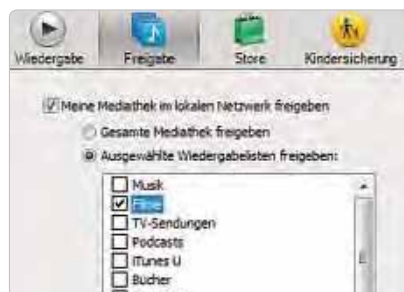 Wiedergabe Freigabe Store Kindersicherung
Meine Mediathek im lokalen Netzwerk freigeben
Gesamte Mediathek freigeben
Ausgewählte Wiedergabelisten freigeben:
Musik
Filme
TV-Sendungen
Podcasts
iTunes U
Bücher